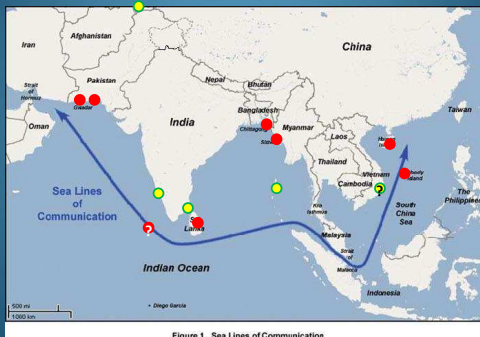 Iran
Afghanistan
China
Strait
of
Hormuz
Pakistan
Nepal
Bhutan
Gwadar
Bangladesh
Taiwan
Oman
India
Chittagong
Myanmar
Laos
Thailand
Vietnam
Cambodia
?
Sea Lines
of
Communication
The
Philippines
Kra
Isthmus
South
China
Sea
?
Sri
Lanka
Malaysia
Strait
of
Malacca
Indian Ocean
Indonesia
Diego Garcia
500 mi
1000 km
Figure 1. Sea Lines of Communication